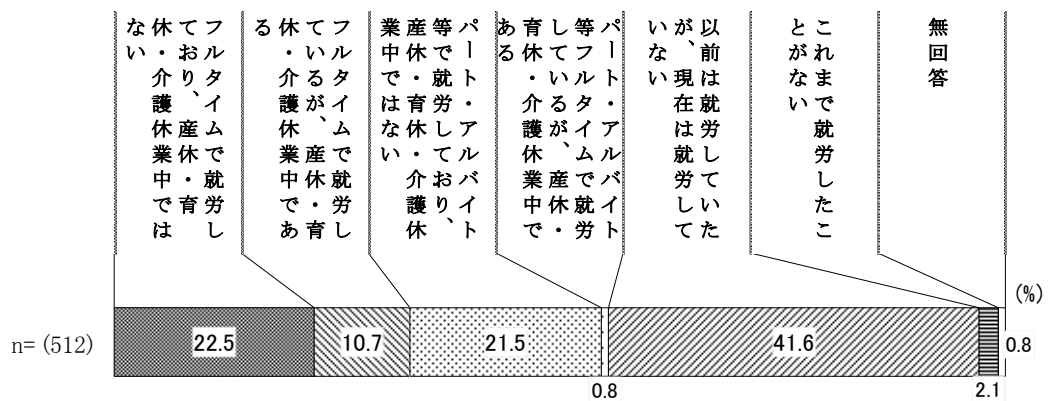 フルタイムで就労し
ており、産休・育
休・介護休業中では
ない
フルタイムで就労し
ているが、産休・育
休・介護休業中であ
る
パート・アルバイト
等で就労しており、
産休・育休・介護休
業中ではない
パート・アルバイト
等フルタイムで就労
しているが、産休・
育休・介護休業中で
ある
以前は就労していた
が、現在は就労して
いない
これまで就労したこ
とがない
無回答
(%)
n= (512)
22.5
10.7
21.5
0.8
41.6
2.1
0.8